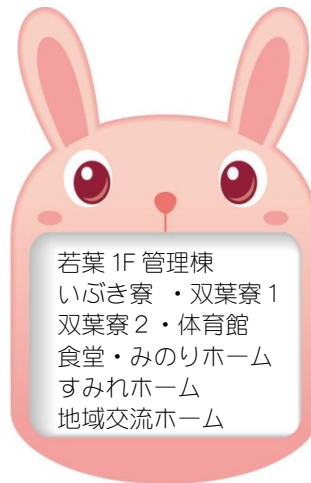 若葉 1F 管理棟
いぶき寮 ・双葉寮 1
双葉寮 2・体育館
食堂・みのりホーム
すみれホーム
地域交流ホーム